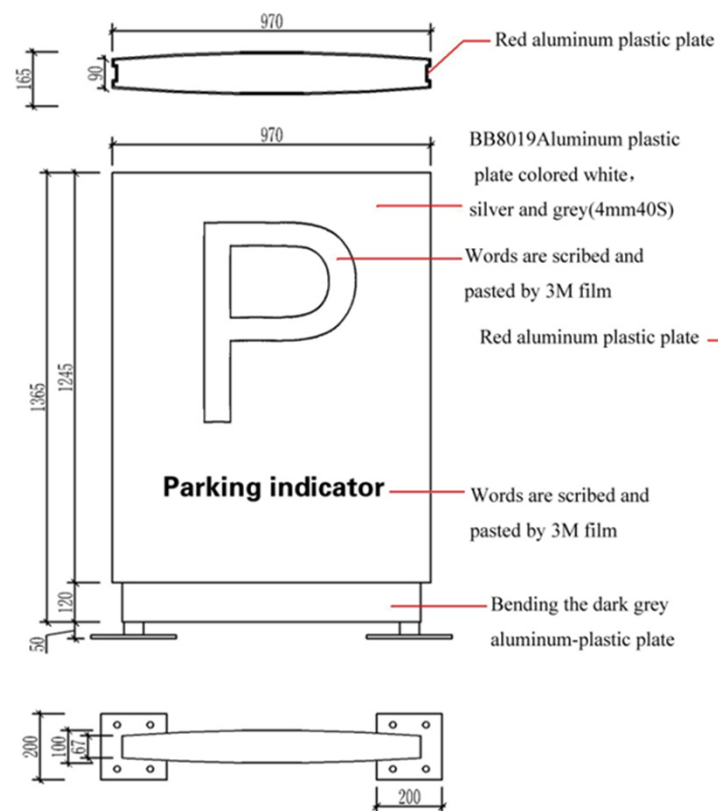 970
Red aluminum plastic plate
165
90
970
BB8019Aluminum plastic
plate colored white,
silver and grey(4mm40S)
P
Words are scribed and
pasted by 3M film
Red aluminum plastic plate
1365
1245
Parking indicator
Words are scribed and
pasted by 3M film
120
Bending the dark grey
aluminum-plastic plate
50
200
100
67
200